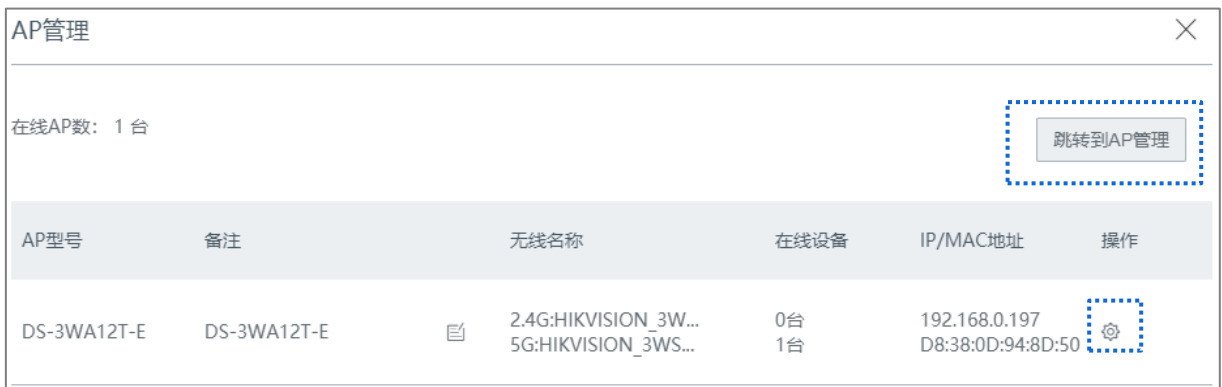 AP管理
在线AP数： 1 台
跳转到AP管理
AP型号 备注 无线名称 在线设备 IP/MAC地址 操作
DS-3WA12T-E DS-3WA12T-E 2.4G:HIKVISION_3W... 0台 192.168.0.197
5G:HIKVISION_3WS... 1台 D8:38:0D:94:8D:50